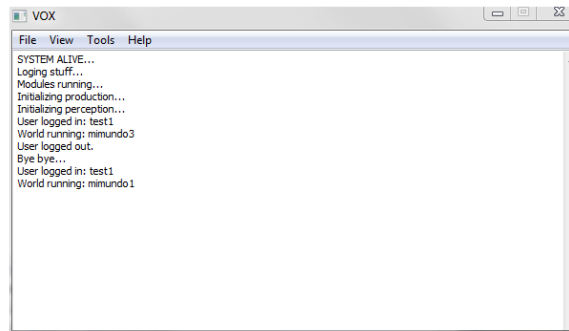 VOX
File View Tools Help
SYSTEM ALIVE...
Loging stuff...
Modules running...
Initializing production...
Initializing perception...
User logged in: test1
World running: mimundo3
User logged out.
Bye bye...
User logged in: test1
World running: mimundo1